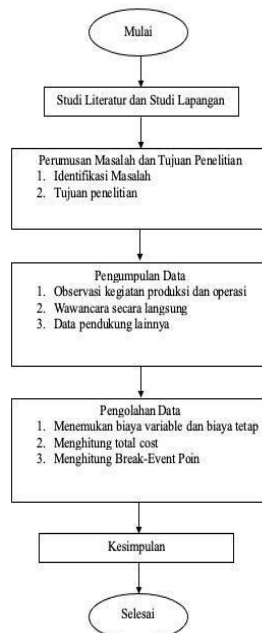 Mulai
Studi Literatur dan Studi Lapangan
Perumusan Masalah dan Tujuan Penelitian
1. Identifikasi Masalah
2. Tujuan penelitian
Pengumpulan Data
1. Observasi kegiatan produksi dan operasi
2. Wawancara secara langsung
3. Data pendukung lainnya
Pengolahan Data
1. Menemukan biaya variable dan biaya tetap
2. Menghitung total cost
3. Menghitung Break-Event Poin
Kesimpulan
Selesai